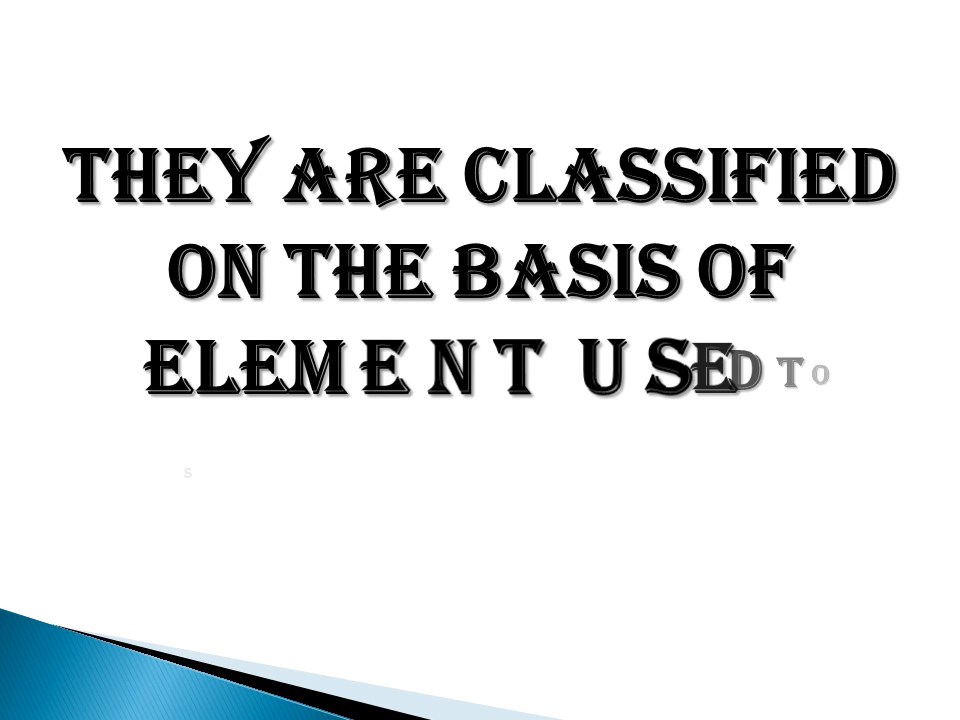 THEY ARE CLASSIFIED
ON THE BASIS OF
ELEMENT USED TO
S